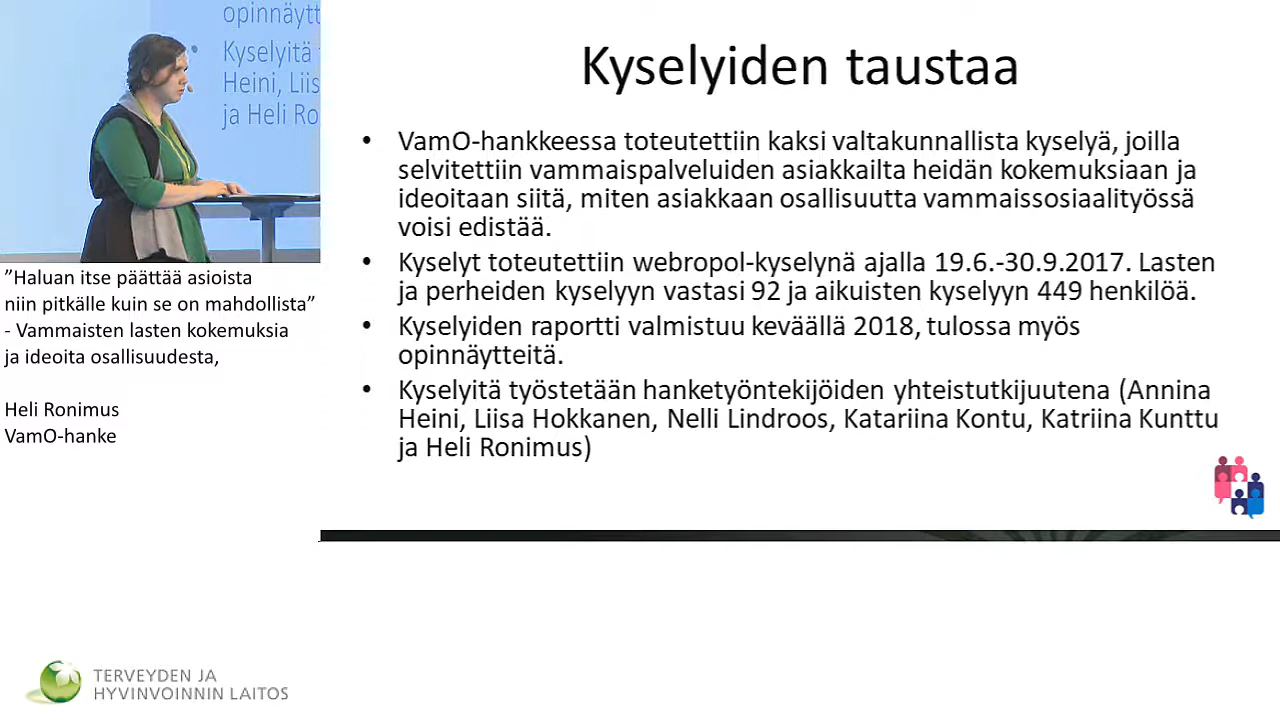 opinnäytt
• Kyselyitä
Heini, Liis
ja Heli Ro
"Haluan itse päättää asioista
niin pitkälle kuin se on mahdollista”
- Vammaisten lasten kokemuksia
ja ideoita osallisuudesta,
Heli Ronimus
VamO-hanke
Kyselyiden taustaa
• VamO-hankkeessa toteutettiin kaksi valtakunnallista kyselyä, joilla
selvitettiin vammaispalveluiden asiakkailta heidän kokemuksiaan ja
ideoitaan siitä, miten asiakkaan osallisuutta vammaissosiaalityössä
voisi edistää.
• Kyselyt toteutettiin webropol-kyselynä ajalla 19.6.-30.9.2017. Lasten
ja perheiden kyselyyn vastasi 92 ja aikuisten kyselyyn 449 henkilöä.
• Kyselyiden raportti valmistuu keväällä 2018, tulossa myös
opinnäytteitä.
• Kyselyitä työstetään hanketyöntekijöiden yhteistutkijuutena (Annina
Heini, Liisa Hokkanen, Nelli Lindroos, Katariina Kontu, Katriina Kunttu
ja Heli Ronimus)
TERVEYDEN JA
HYVINVOINNIN LAITOS